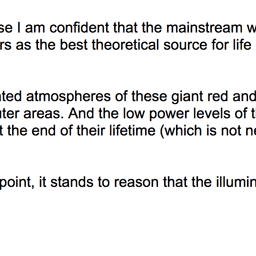 se I am confident that the mainstream w
rs as the best theoretical source for life
ted atmospheres of these giant red and
ter areas. And the low power levels of t
t the end of their lifetime (which is not ne
point, it stands to reason that the illumin